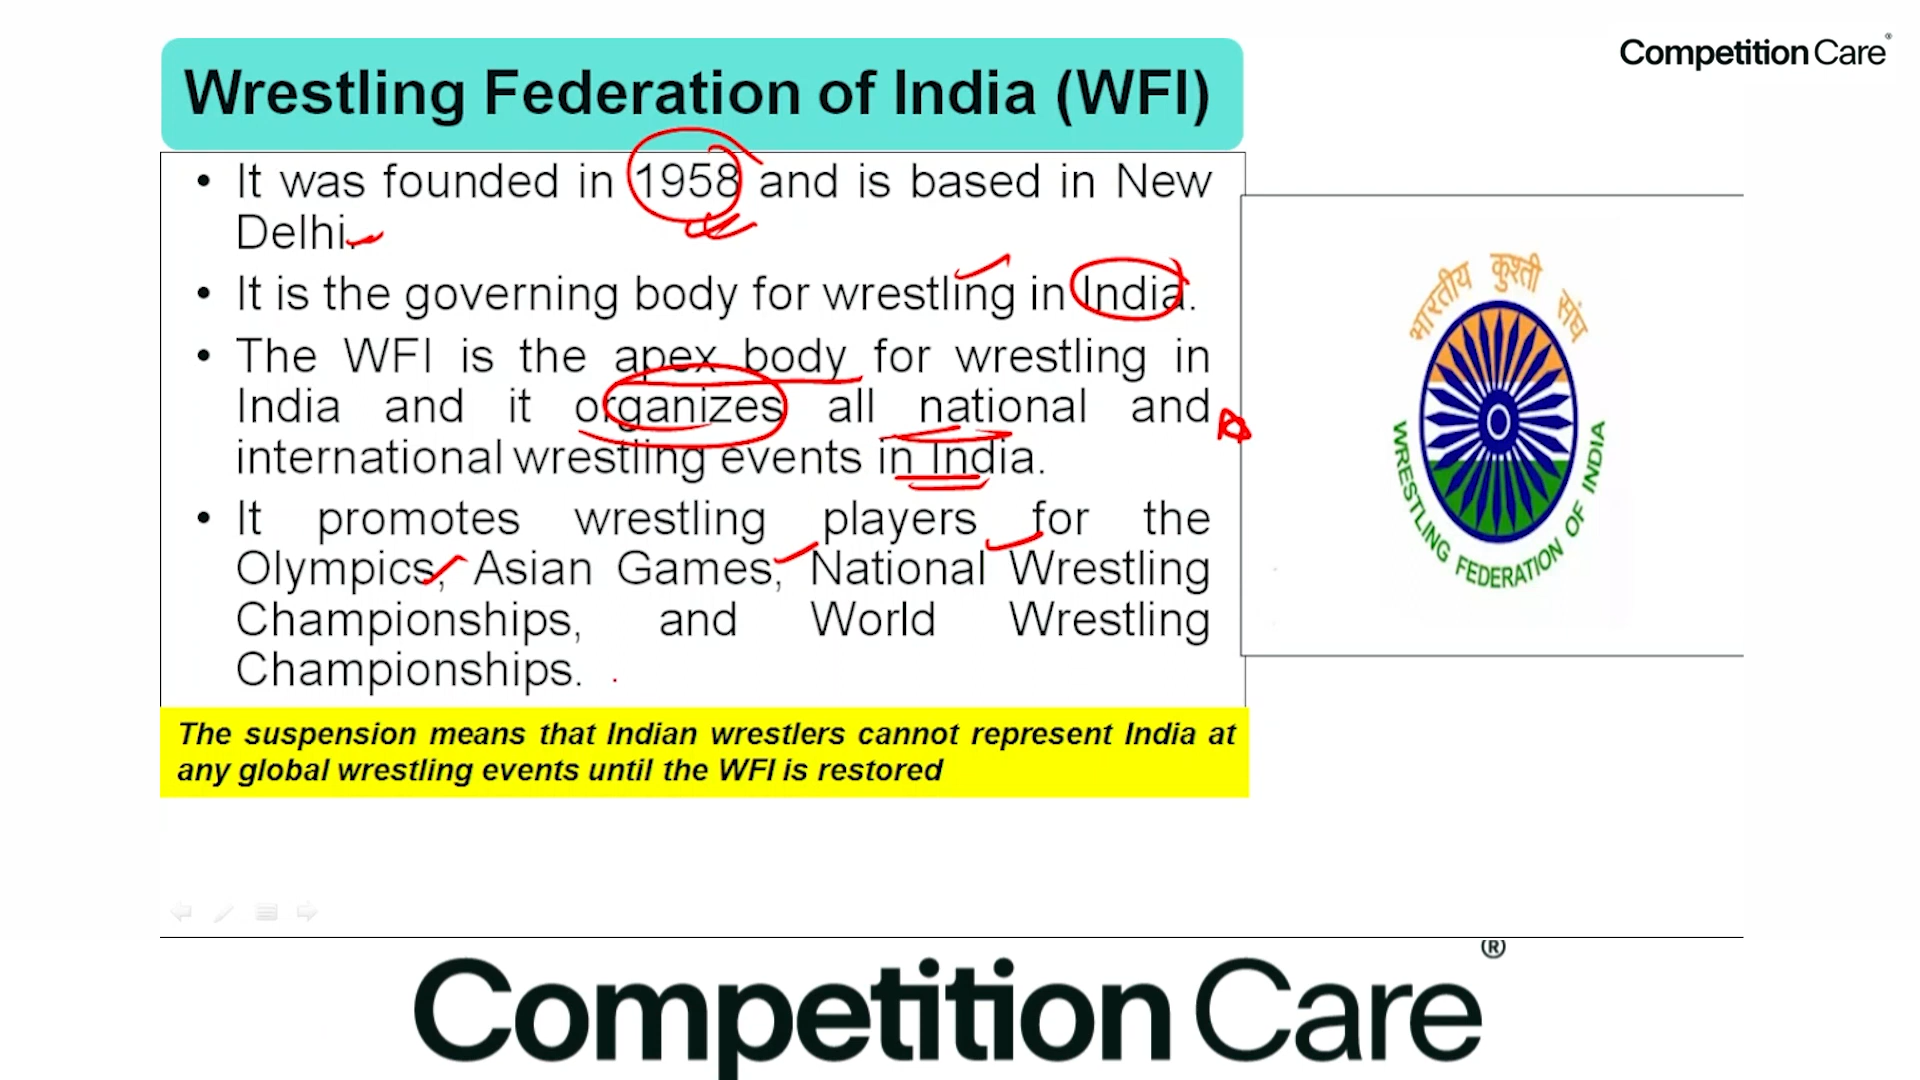 Competition Care®
Wrestling Federation of India (WFI)
• It was founded in 1958 and is based in New
Delhi.
• It is the governing body for wrestling in India.
• The WFI is the apex body for wrestling in
India and it organizes all national and
international wrestling events in India.
• It promotes wrestling players for the
Olympics, Asian Games, National Wrestling
Championships, and World Wrestling
Championships.
भारतीय कुश्ती संघ
WRESTLING FEDERATION OF INDIA
The suspension means that Indian wrestlers cannot represent India at
any global wrestling events until the WFI is restored
Competition Care®